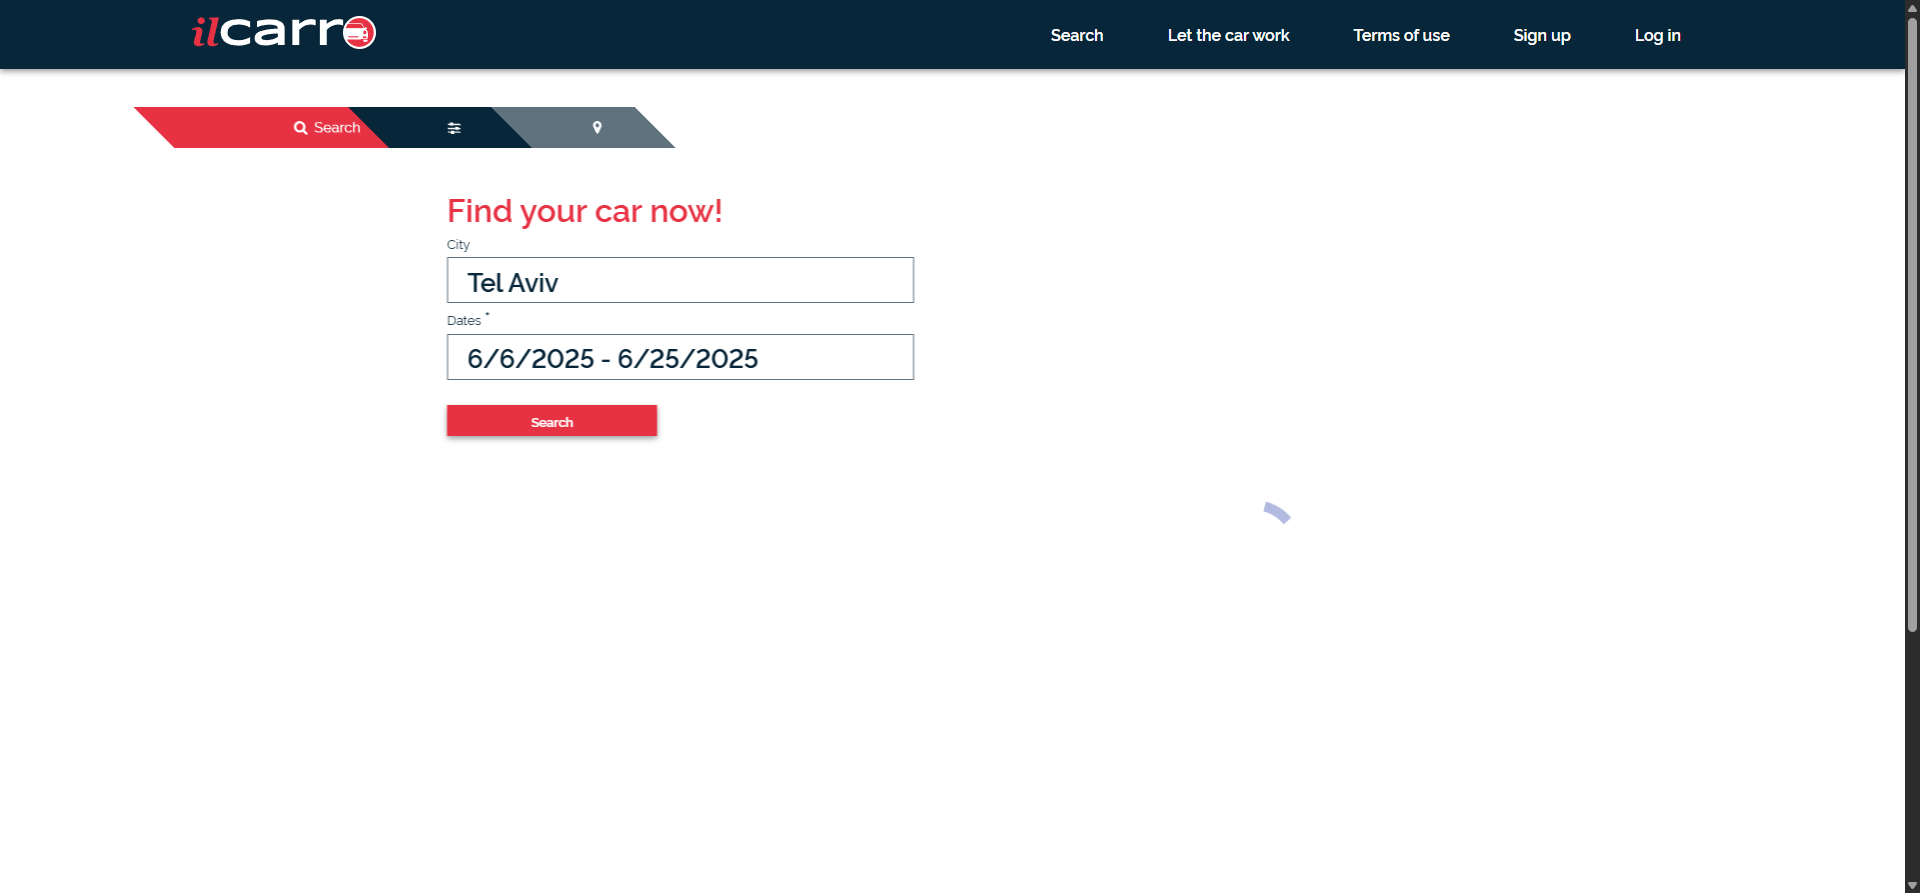 ilcarro
Search
Let the car work
Terms of use
Sign up
Log in
Search
Find your car now!
City
Tel Aviv
Dates *
6/6/2025 - 6/25/2025
Search